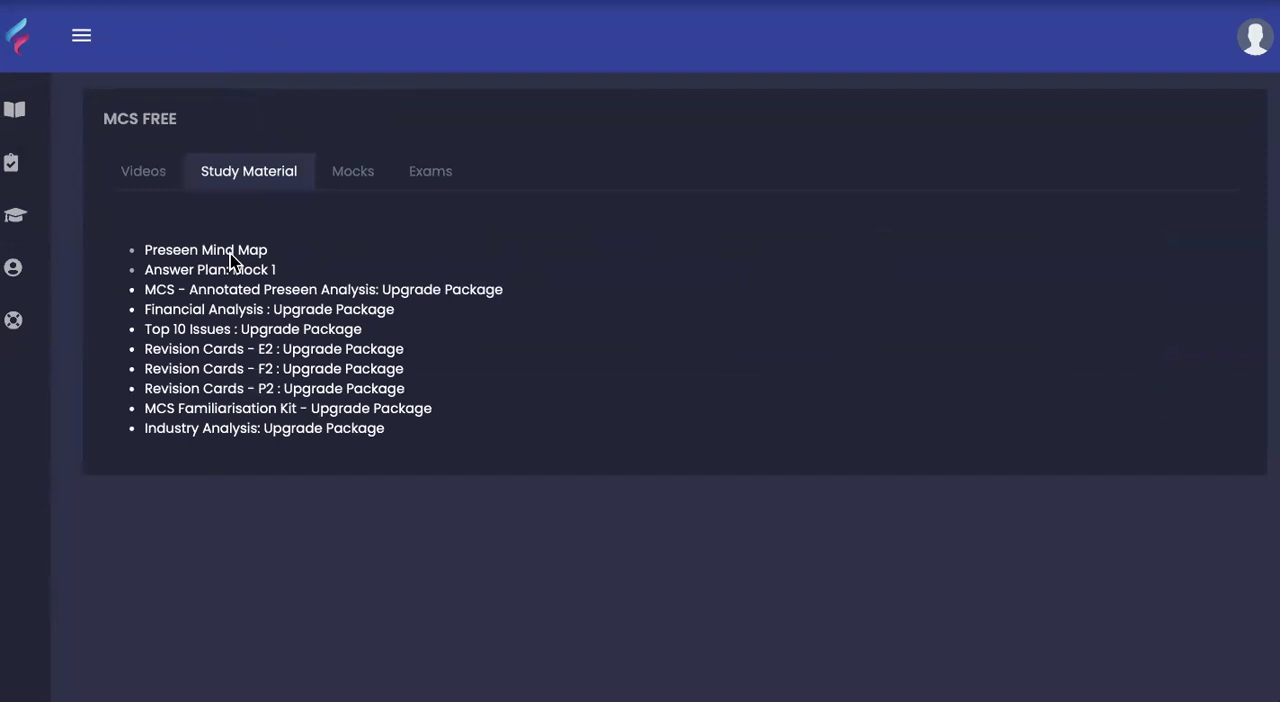 MCS FREE
Videos Study Material Mocks Exams
Preseen Mind Map
Answer Plan: Mock 1
MCS - Annotated Preseen Analysis: Upgrade Package
Financial Analysis : Upgrade Package
Top 10 Issues : Upgrade Package
Revision Cards - E2 : Upgrade Package
Revision Cards - F2 : Upgrade Package
Revision Cards - P2 : Upgrade Package
MCS Familiarisation Kit - Upgrade Package
Industry Analysis: Upgrade Package